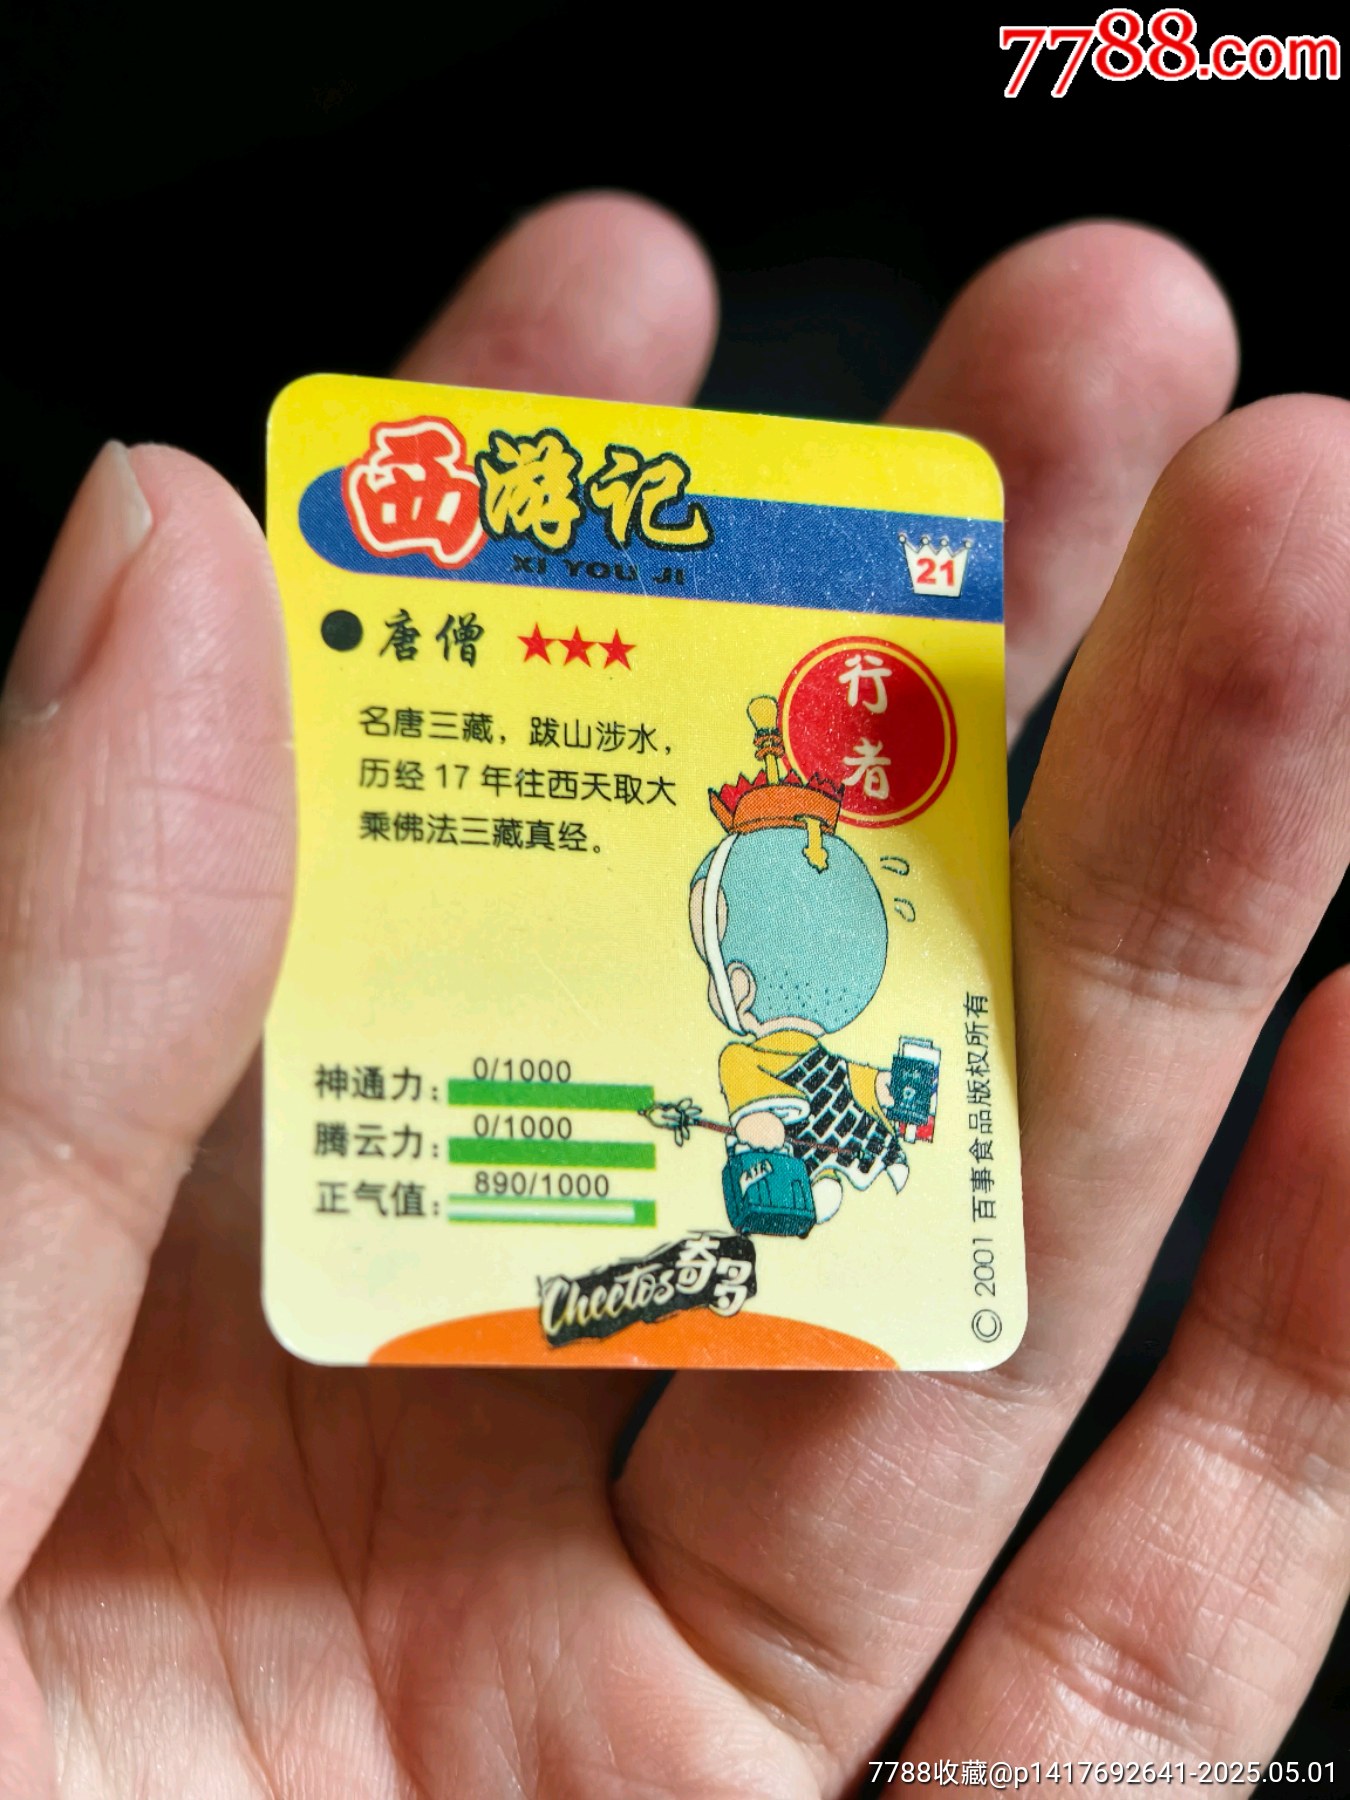 7788.com
西游记
XI YOU JI
21
唐僧 ★★★
行者
名唐三藏，跋山涉水，
历经17年往西天取大
乘佛法三藏真经。
神通力：0/1000
腾云力：0/1000
正气值：890/1000
Cheetos奇多
© 2001 百事食品版权所有
7788收藏@p1417692641-2025.05.01